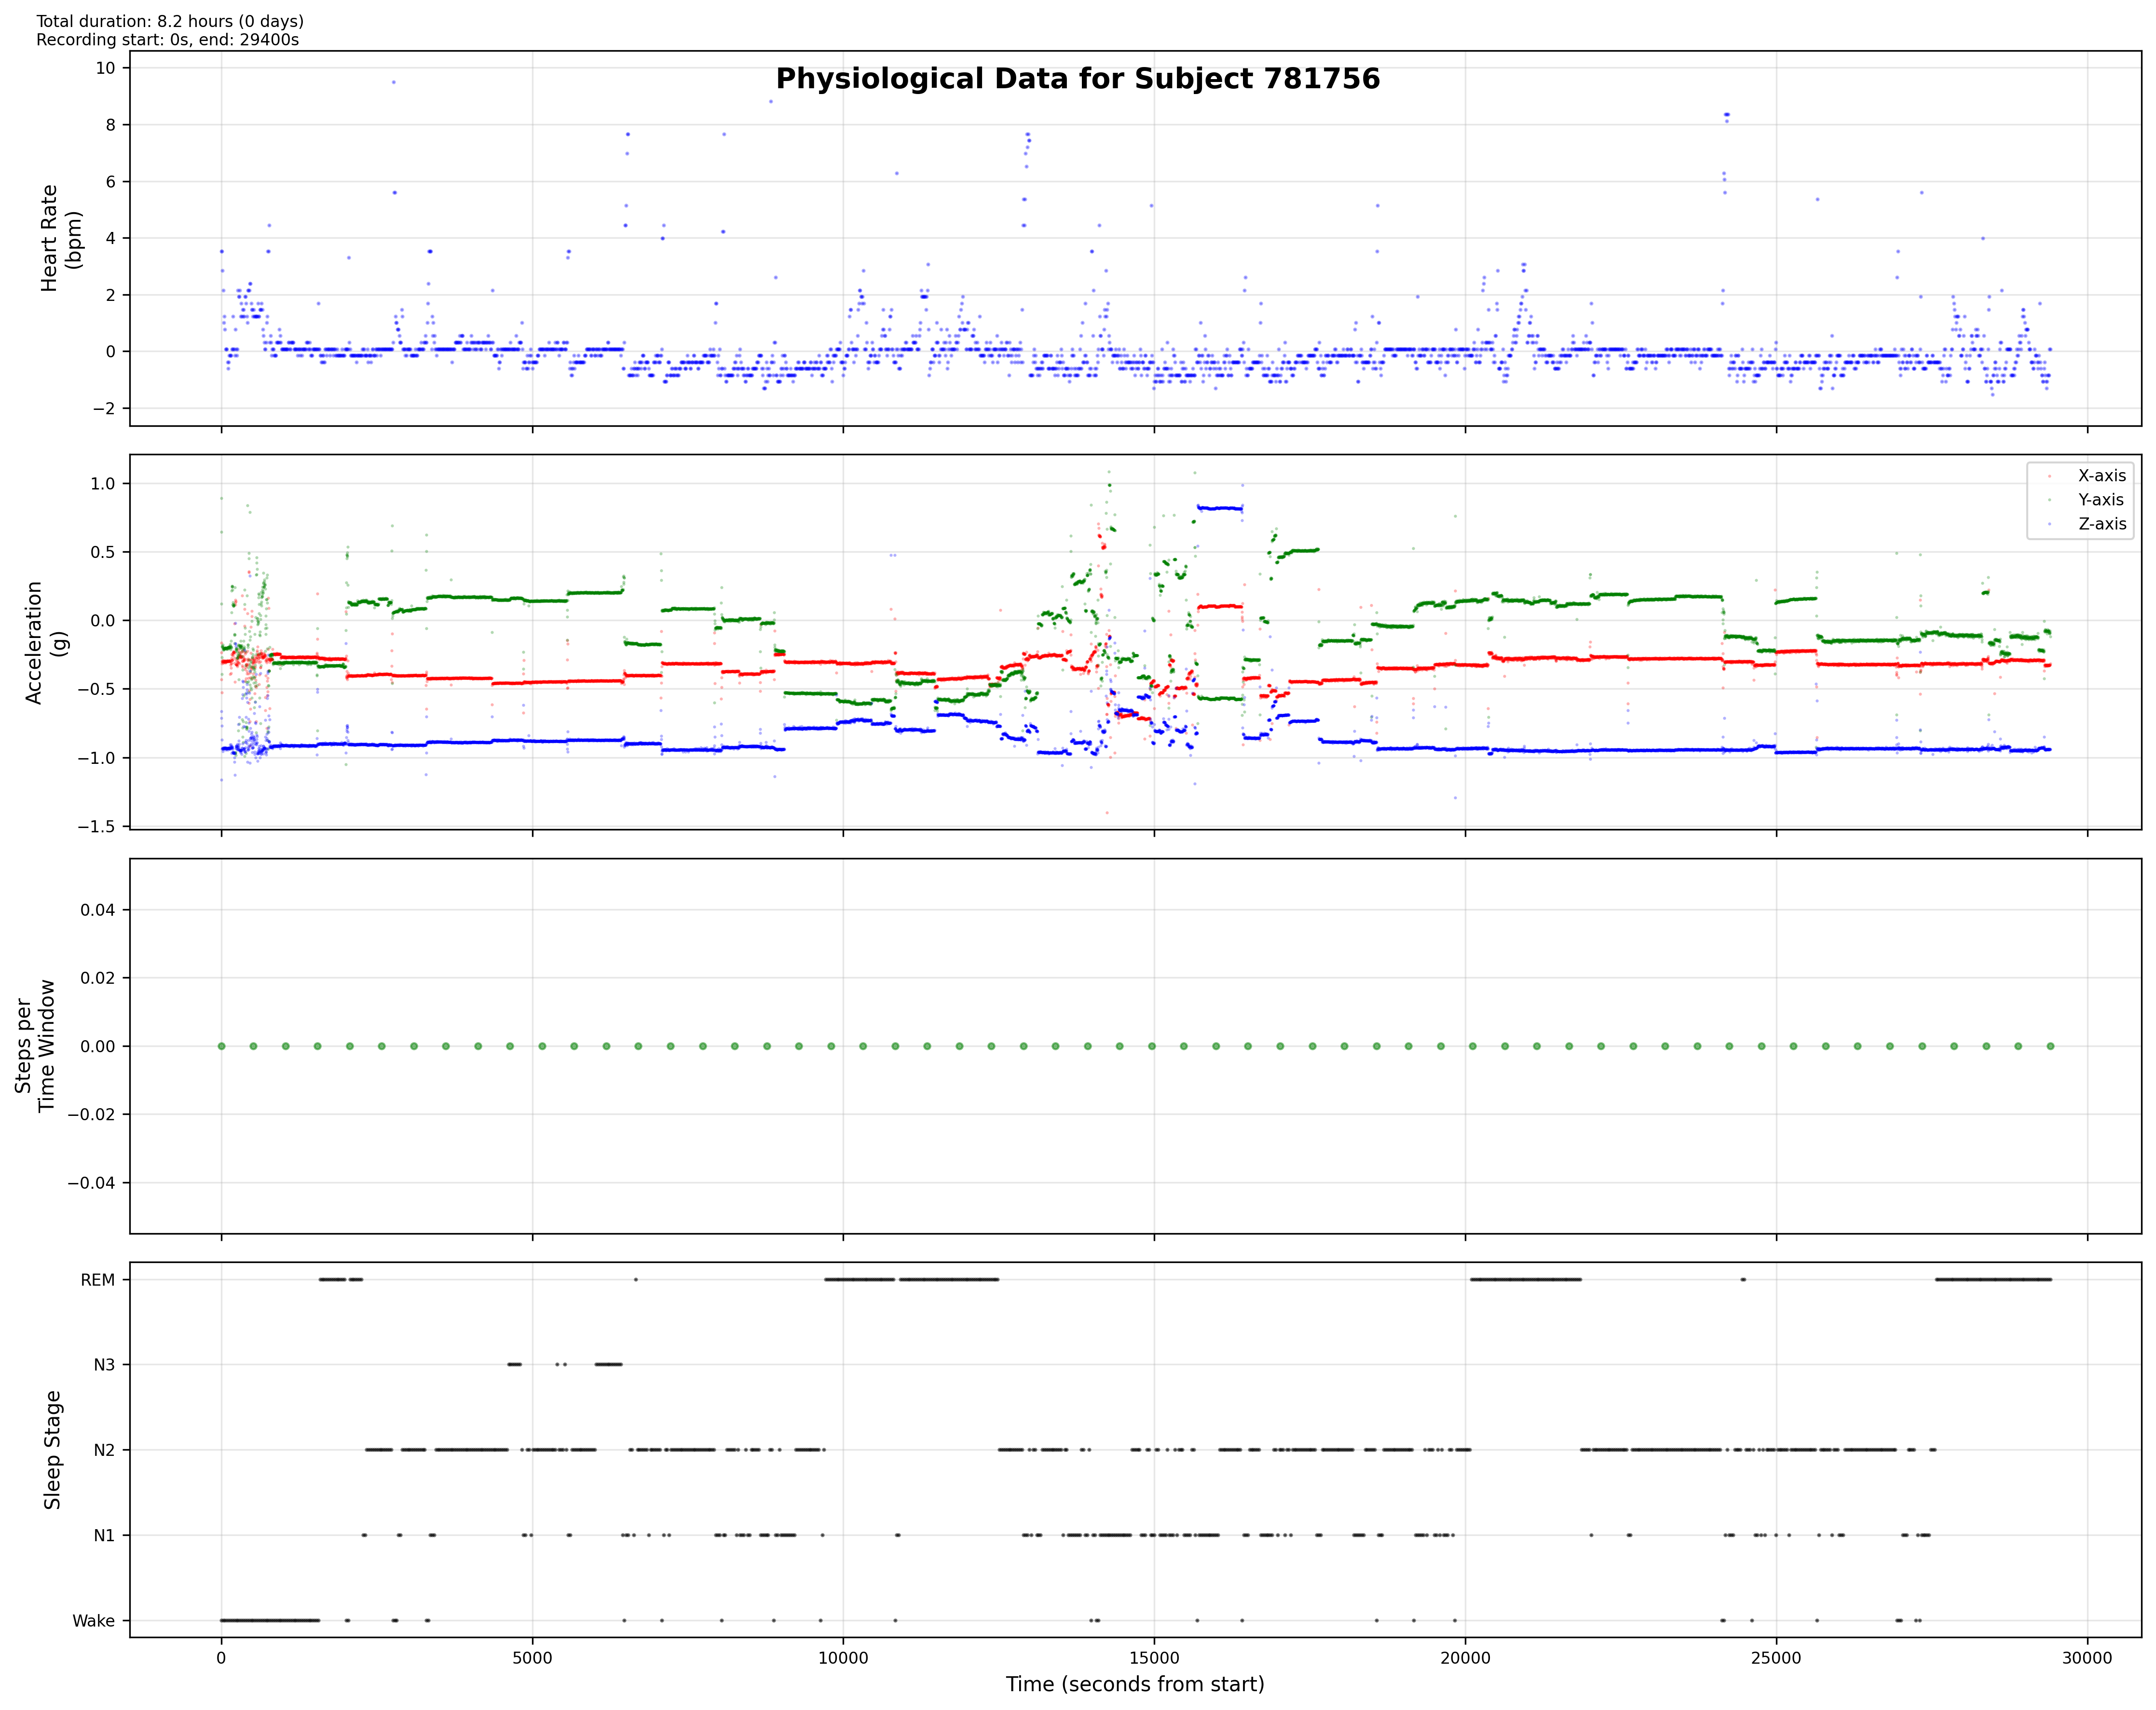 Total duration: 8.2 hours (0 days)
Recording start: 0s, end: 29400s
Physiological Data for Subject 781756
Heart Rate
(bpm)
10
8
6
4
2
0
−2
Acceleration
(g)
1.0
0.5
0.0
−0.5
−1.0
−1.5
X-axis
Y-axis
Z-axis
Steps per
Time Window
0.04
0.02
0.00
−0.02
−0.04
Sleep Stage
REM
N3
N2
N1
Wake
0
5000
10000
15000
20000
25000
30000
Time (seconds from start)